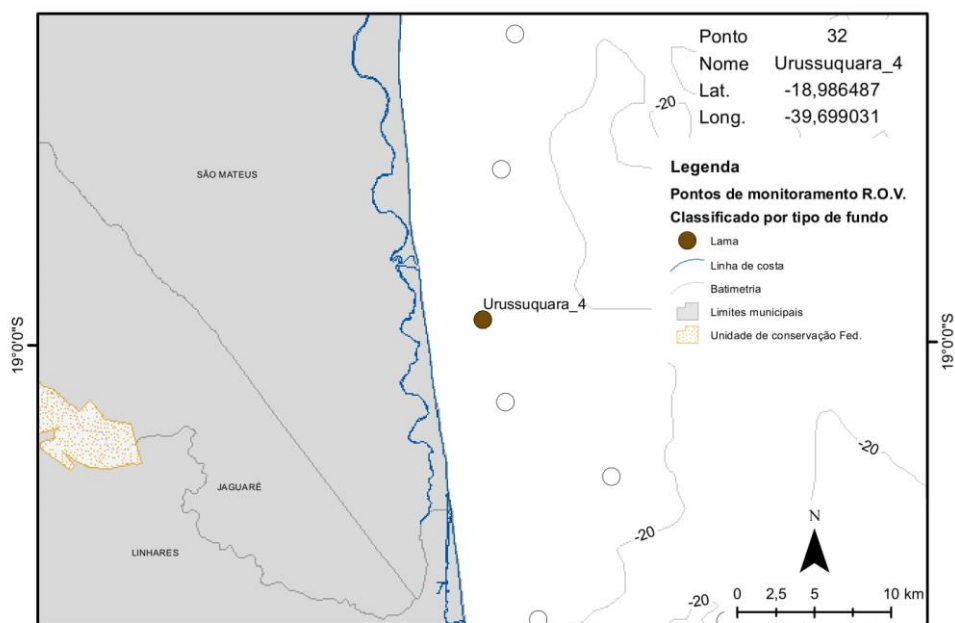 Ponto 32
Nome Urussuquara_4
Lat. -18,986487
Long. -39,699031
-20
SÃO MATEUS
Legenda
Pontos de monitoramento R.O.V.
Classificado por tipo de fundo
Lama
Linha de costa
Batimetria
Limites municipais
Unidade de conservação Fed.
Urussuquara_4
19°0'0"S
19°0'0"S
-20
JAGUARÉ
LINHARES
-20
-20
N
0 2,5 5 10 km